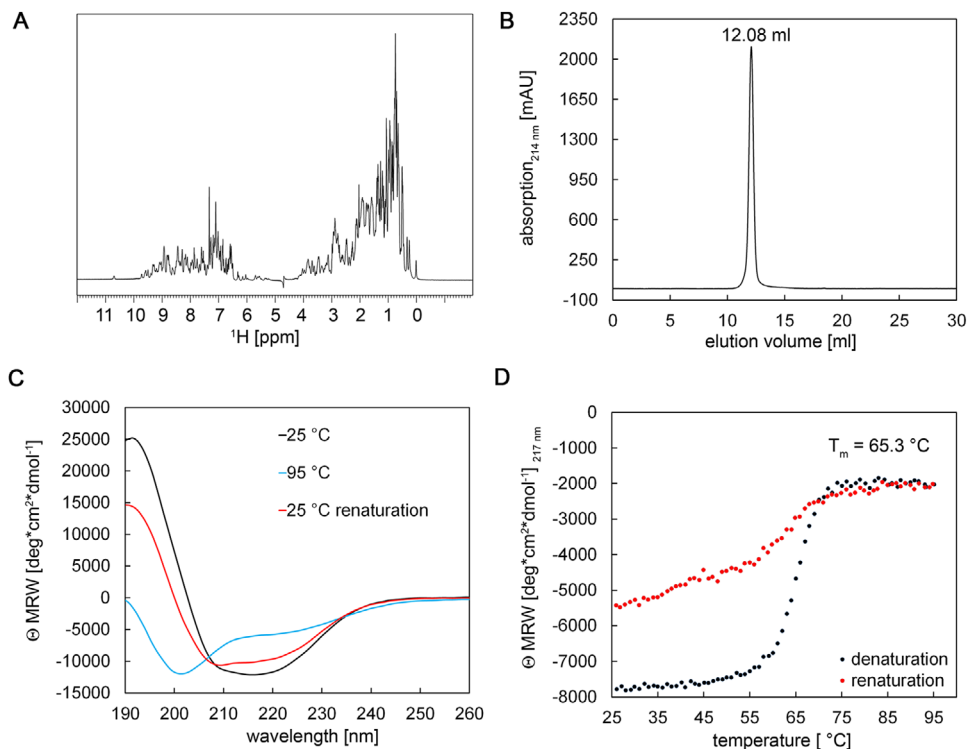 A
11 10 9 8 7 6 5 4 3 2 1 0
¹H [ppm]
B
12.08 ml
2350
2050
1650
1300
950
600
250
-100
0 5 10 15 20 25 30
absorption₂₁₄ ₙₘ [mAU]
elution volume [ml]
C
30000
25000
20000
15000
10000
5000
0
-5000
-10000
-15000
190 200 210 220 230 240 250 260
Θ MRW [deg*cm²*dmol⁻¹]
wavelength [nm]
25 °C
95 °C
25 °C renaturation
D
0
-1000
-2000
-3000
-4000
-5000
-6000
-7000
-8000
25 35 45 55 65 75 85 95
Θ MRW [deg*cm²*dmol⁻¹] ₂₁₇ ₙₘ
temperature [ °C]
Tₘ = 65.3 °C
denaturation
renaturation